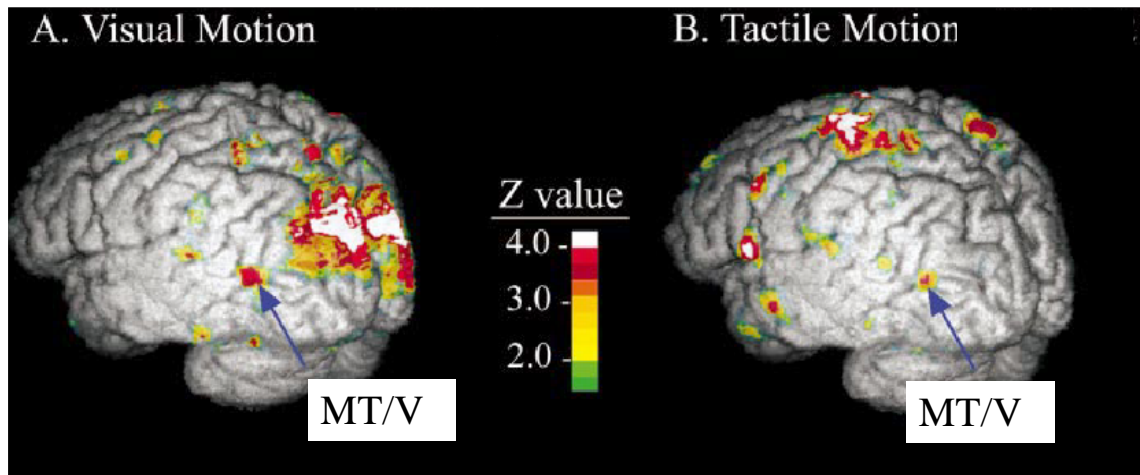 A. Visual Motion
B. Tactile Motion
Z value
4.0 -
3.0 -
2.0 -
MT/V
MT/V